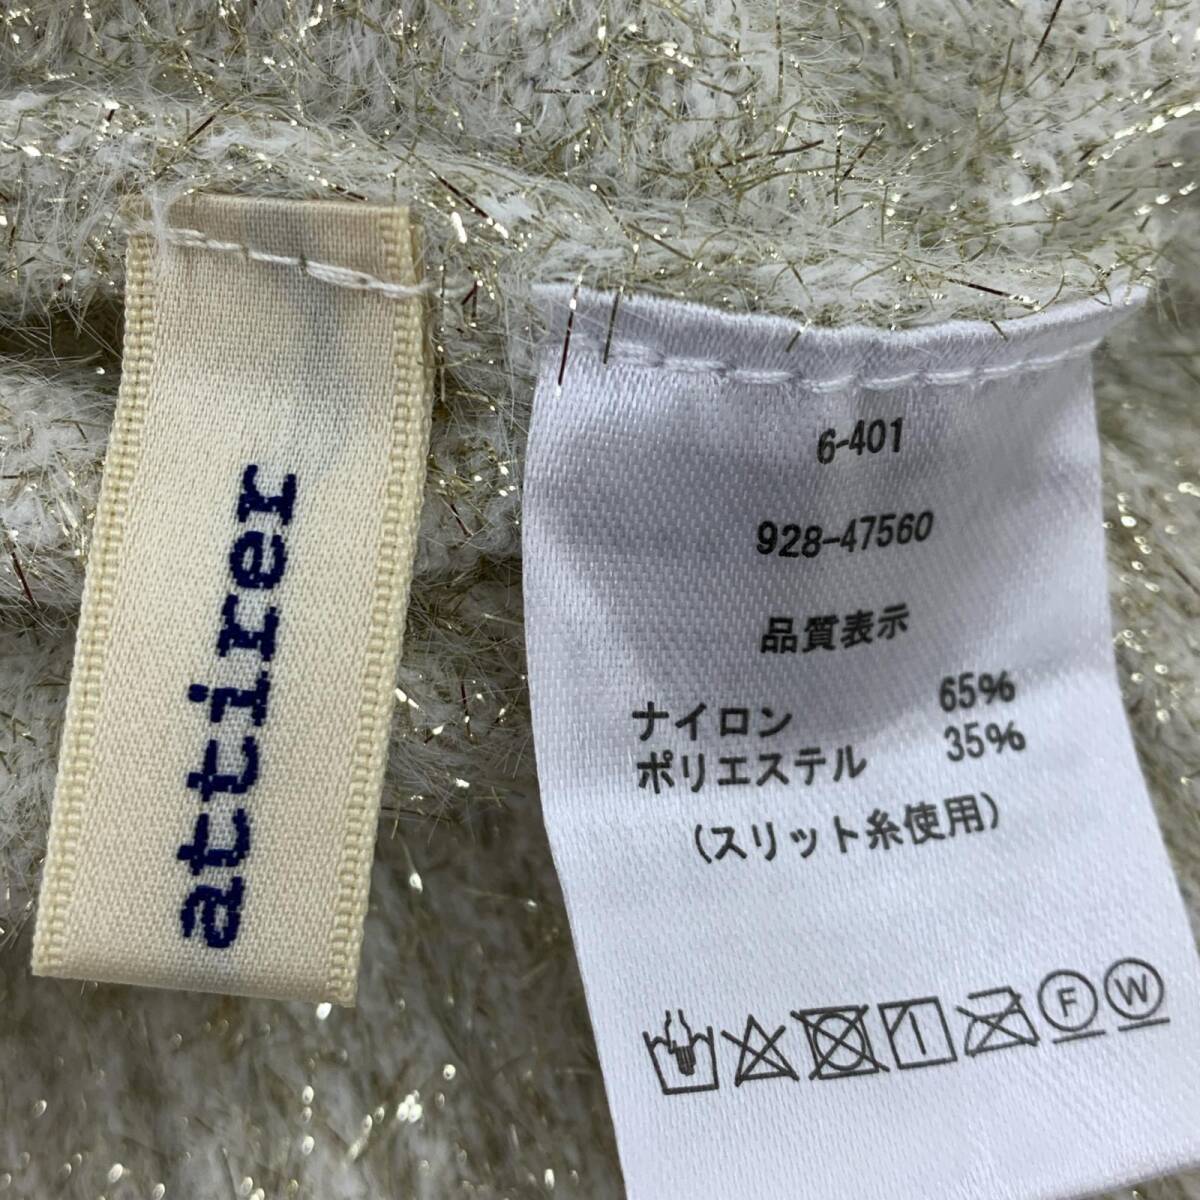 attirer
6-401
928-47560
品質表示
ナイロン 65%
ポリエステル 35%
(スリット糸使用)
F W